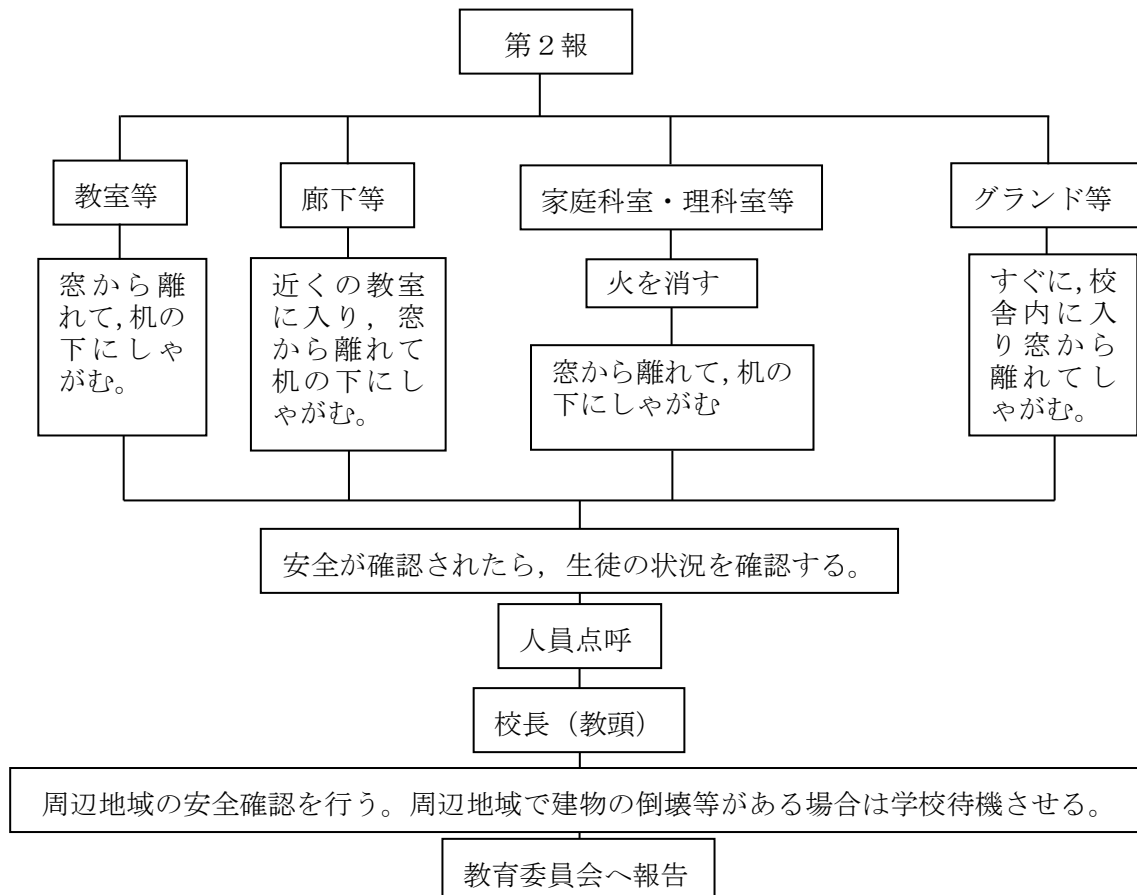 第２報
教室等
廊下等
家庭科室・理科室等
グランド等
窓から離
れて，机の
下にしゃ
がむ。
近くの教室
に入り，窓
から離れて
机の下にし
ゃがむ。
火を消す
窓から離れて，机の
下にしゃがむ
すぐに，校
舎内に入
り窓から
離れてし
ゃがむ。
安全が確認されたら，生徒の状況を確認する。
人員点呼
校長（教頭）
周辺地域の安全確認を行う。周辺地域で建物の倒壊等がある場合は学校待機させる。
教育委員会へ報告